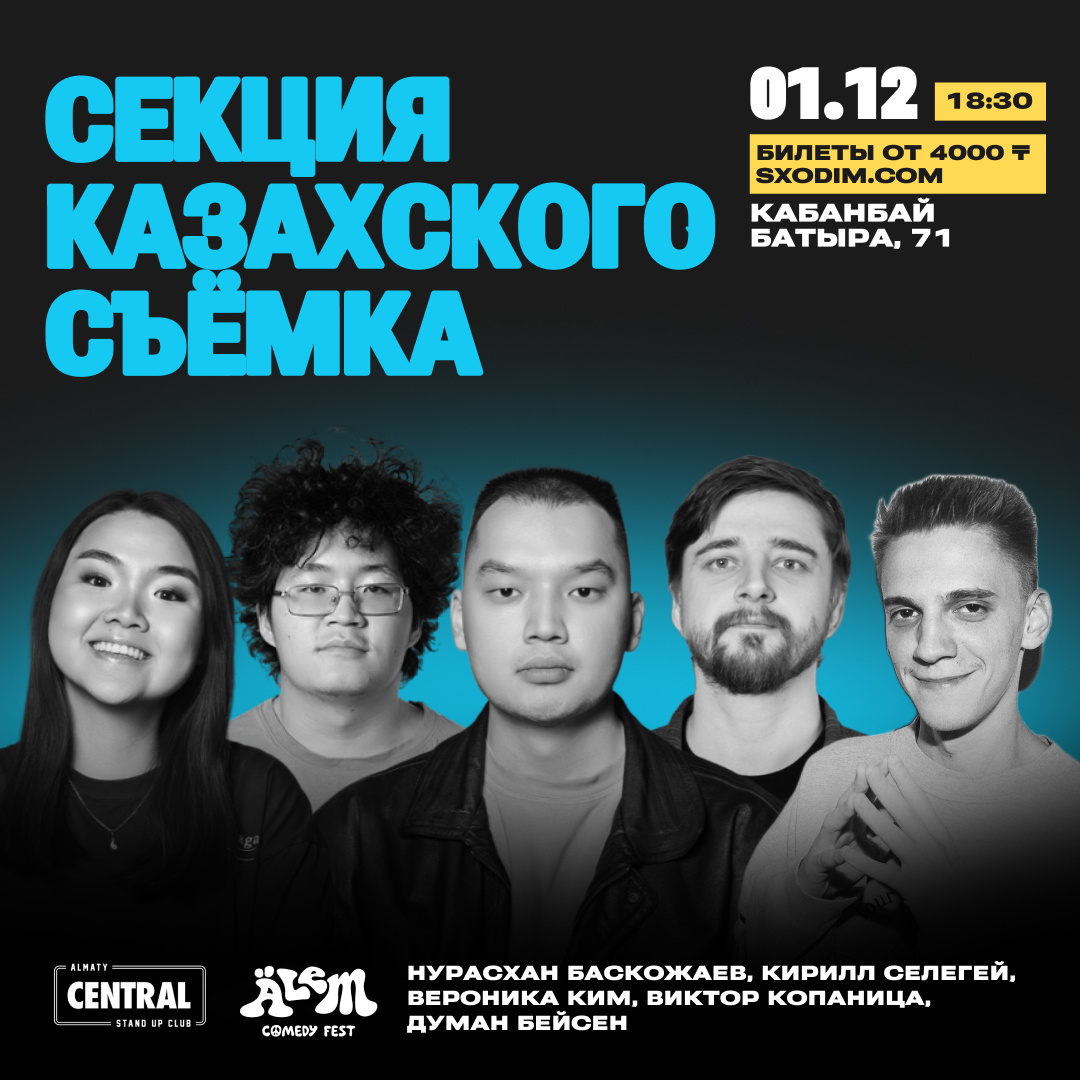 СЕКЦИЯ
КАЗАХСКОГО
СЪЁМКА
01.12
18:30
БИЛЕТЫ ОТ 4000 ₸
SXODIM.COM
КАБАНБАЙ
БАТЫРА, 71
ALMATY
CENTRAL
STAND UP CLUB
ÄLEM
COMEDY FEST
НУРАСХАН БАСКОЖАЕВ, КИРИЛЛ СЕЛЕГЕЙ,
ВЕРОНИКА КИМ, ВИКТОР КОПАНИЦА,
ДУМАН БЕЙСЕН